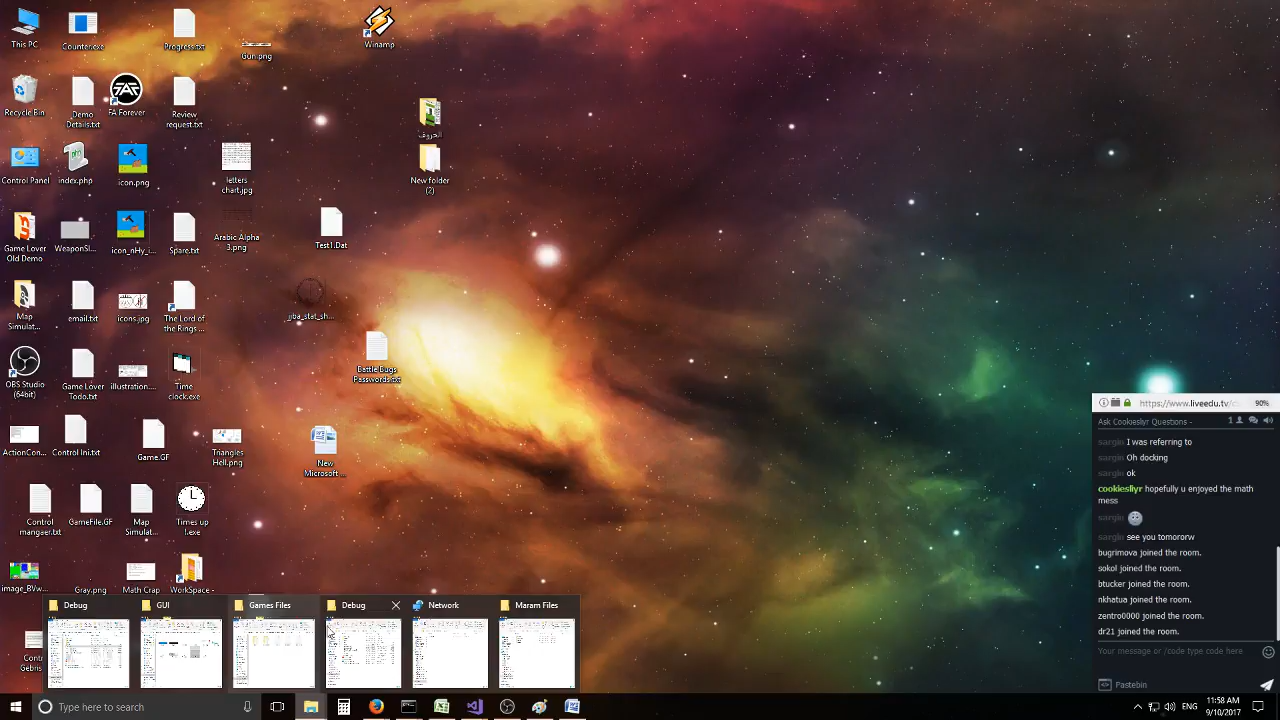 This PC
Counter.exe
Progress.txt
Gun.png
Winamp
Recycle Bin
Demo
Details.txt
FA Forever
Review
request.txt
الحروف
Control Panel
index.php
icon.png
letters
chart.jpg
New folder
(2)
Game Lover
Old Demo
WeaponSl...
icon_nHy_i...
Spare.txt
Arabic Alpha
3.png
Test1.Dat
Map
Simulat...
email.txt
icons.jpg
The Lord of
the Rings ...
jjba_stat_sh...
OBS Studio
(64bit)
Game Lover
Todo.txt
illustration....
Time
clock.exe
Battle Bugs
Passwords.txt
ActionCon...
Control Ini.txt
Game.GF
Triangles
Hell.png
New
Microsoft ...
Control
mangaer.txt
GameFile.GF
Map
Simulat...
Times up
!.exe
image_BVw...
Gray.png
Math Crap
WorkSpace -
Debug
GUI
Games Files
Debug
Network
Maram Files
Type here to search
https://www.liveedu.tv/c
90%
Ask Cookieslyr Questions -
1
sargin I was referring to
sargin Oh docking
sargin ok
cookieslyr hopefully u enjoyed the math
mess
sargin
sargin see you tomororw
bugrimova joined the room.
sokol joined the room.
btucker joined the room.
nkhatua joined the room.
zentro0000 joined the room.
dr21 joined the room.
Your message or /code type code here
Pastebin
ENG
11:58 AM
9/10/2017